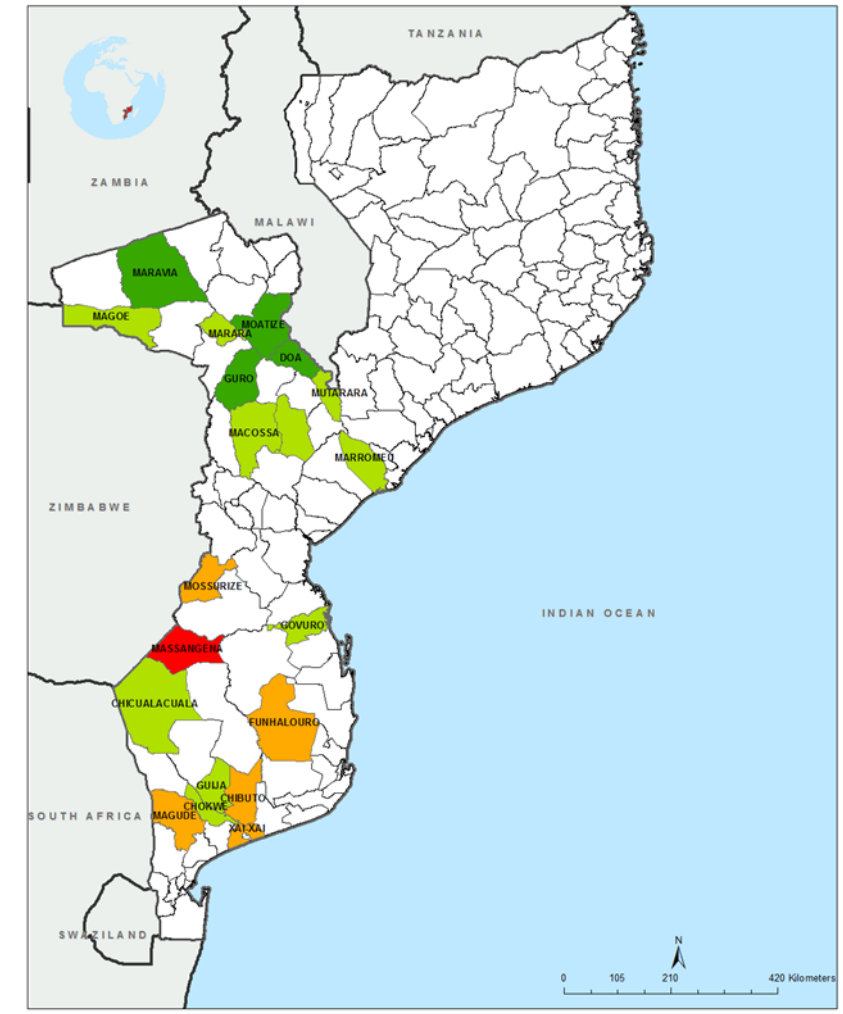 TANZANIA
ZAMBIA
MALAWI
MARAVIA
MAGOE
MOATIZE
MARARA
DOA
GURO
MUTARARA
MACOSSA
MARROMEU
ZIMBABWE
MOSSURIZE
INDIAN OCEAN
GOVURO
MASSANGENA
CHICUALACUALA
FUNHALOURO
GUIJA
CHIBUTO
CHOKWE
SOUTH AFRICA
MAGUDE
XAI-XAI
SWAZILAND
N
0 105 210 420 Kilometers